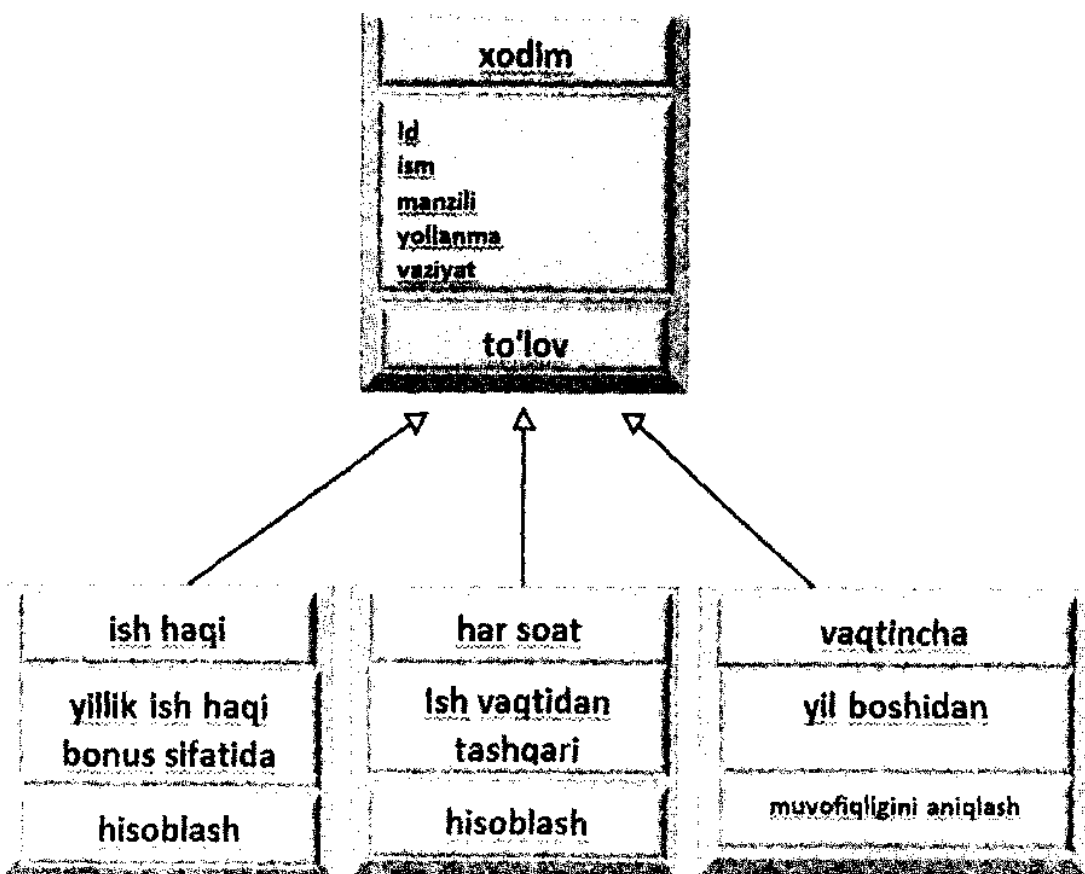 xodim
Id
ism
manzili
yollanma
vaziyat
to'lov
ish haqi
yillik ish haqi
bonus sifatida
hisoblash
har soat
Ish vaqtidan
tashqari
hisoblash
vaqtincha
yil boshidan
muvofiqligini aniqlash